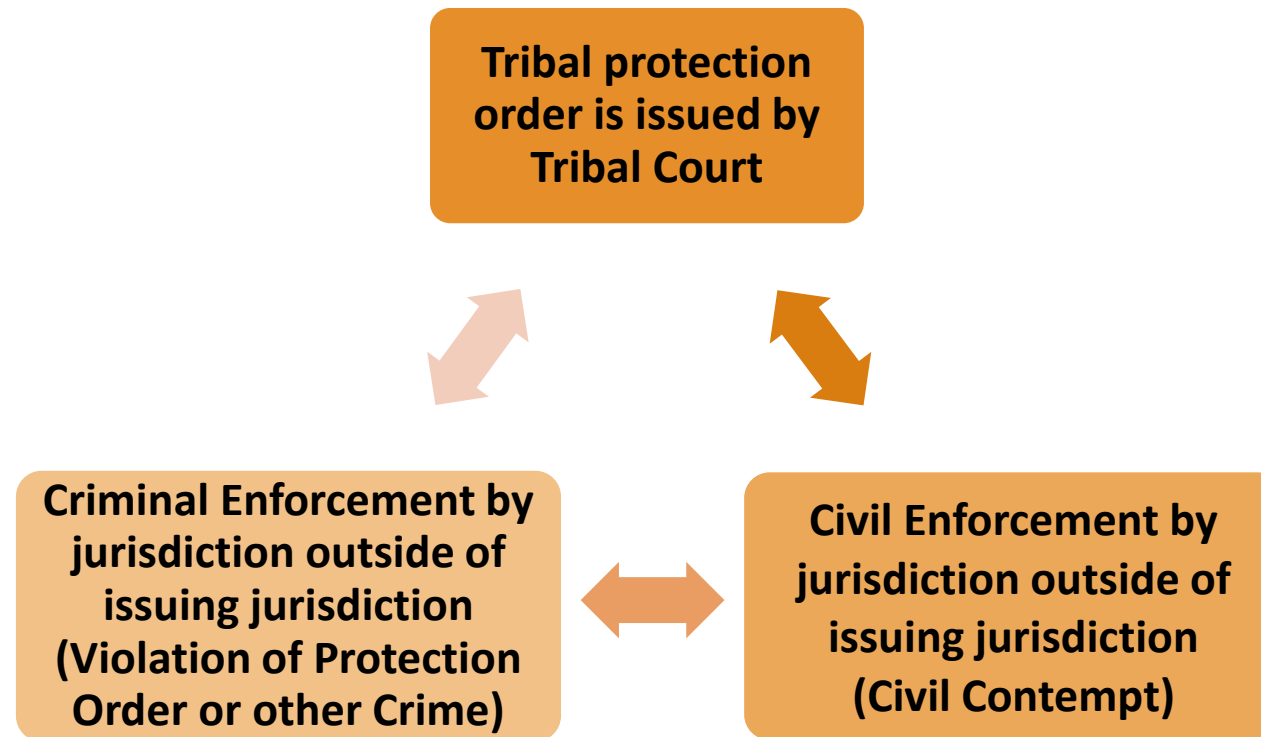 Tribal protection
order is issued by
Tribal Court
Criminal Enforcement by
jurisdiction outside of
issuing jurisdiction
(Violation of Protection
Order or other Crime)
Civil Enforcement by
jurisdiction outside of
issuing jurisdiction
(Civil Contempt)